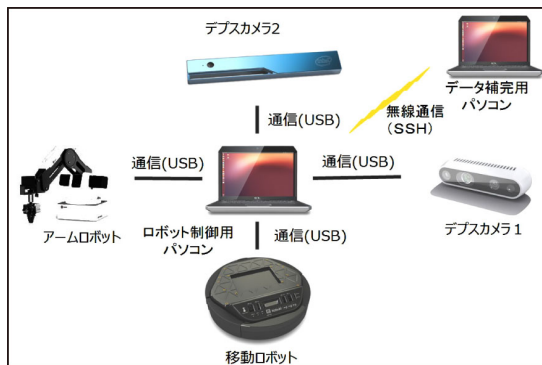 デプスカメラ2
データ補完用
パソコン
無線通信
(SSH)
通信(USB)
通信(USB)
通信(USB)
アームロボット
ロボット制御用
パソコン
デプスカメラ1
通信(USB)
移動ロボット